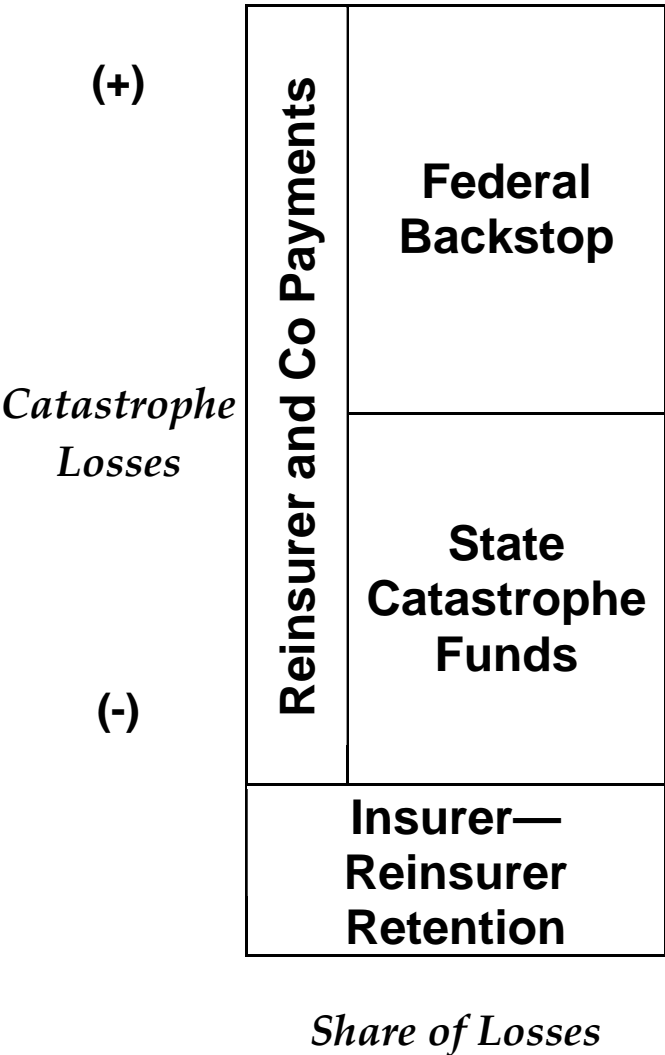 (+)
Reinsurer and Co Payments
Federal
Backstop
Catastrophe
Losses
State
Catastrophe
Funds
(-)
Insurer—
Reinsurer
Retention
Share of Losses